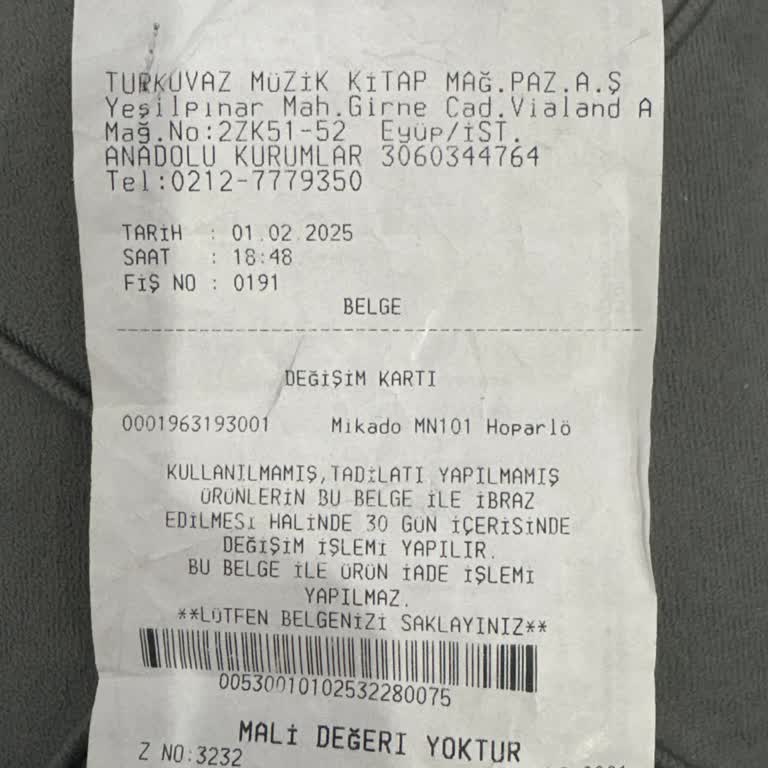 TURKUVAZ MÜZİK KİTAP MAĞ.PAZ.A.Ş
Yeşilpınar Mah.Girne Cad.Vialand A
Mağ.No:2ZK51-52 Eyüp/İST.
ANADOLU KURUMLAR 3060344764
Tel:0212-7779350
TARİH : 01.02.2025
SAAT : 18:48
FİŞ NO : 0191
BELGE
DEĞİŞİM KARTI
0001963193001 Mikado MN101 Hoparlö
KULLANILMAMIŞ,TADİLATI YAPILMAMIŞ
ÜRÜNLERİN BU BELGE İLE İBRAZ
EDİLMESİ HALİNDE 30 GÜN İÇERİSİNDE
DEĞİŞİM İŞLEMİ YAPILIR.
BU BELGE İLE ÜRÜN İADE İŞLEMİ
YAPILMAZ.
**LÜTFEN BELGENİZİ SAKLAYINIZ**
00530010102532280075
MALİ DEĞERİ YOKTUR
Z NO:3232